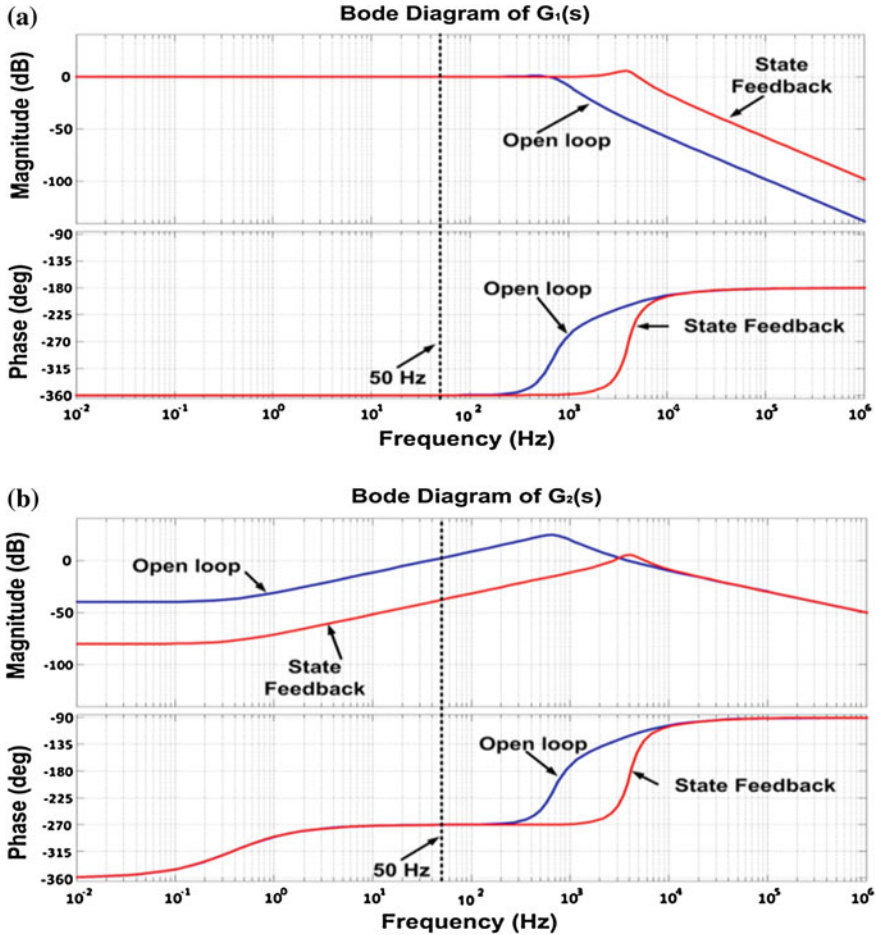 (a)
Bode Diagram of G₁(s)
Magnitude (dB)
0
-50
-100
State
Feedback
Open loop
Phase (deg)
-90
-135
-180
-225
-270
-315
-360
Open loop
State Feedback
50 Hz
10⁻² 10⁻¹ 10⁰ 10¹ 10² 10³ 10⁴ 10⁵ 10⁶
Frequency (Hz)
(b)
Bode Diagram of G₂(s)
Magnitude (dB)
0
-50
-100
Open loop
State
Feedback
Phase (deg)
-90
-135
-180
-225
-270
-315
-360
Open loop
State Feedback
50 Hz
10⁻² 10⁻¹ 10⁰ 10¹ 10² 10³ 10⁴ 10⁵ 10⁶
Frequency (Hz)